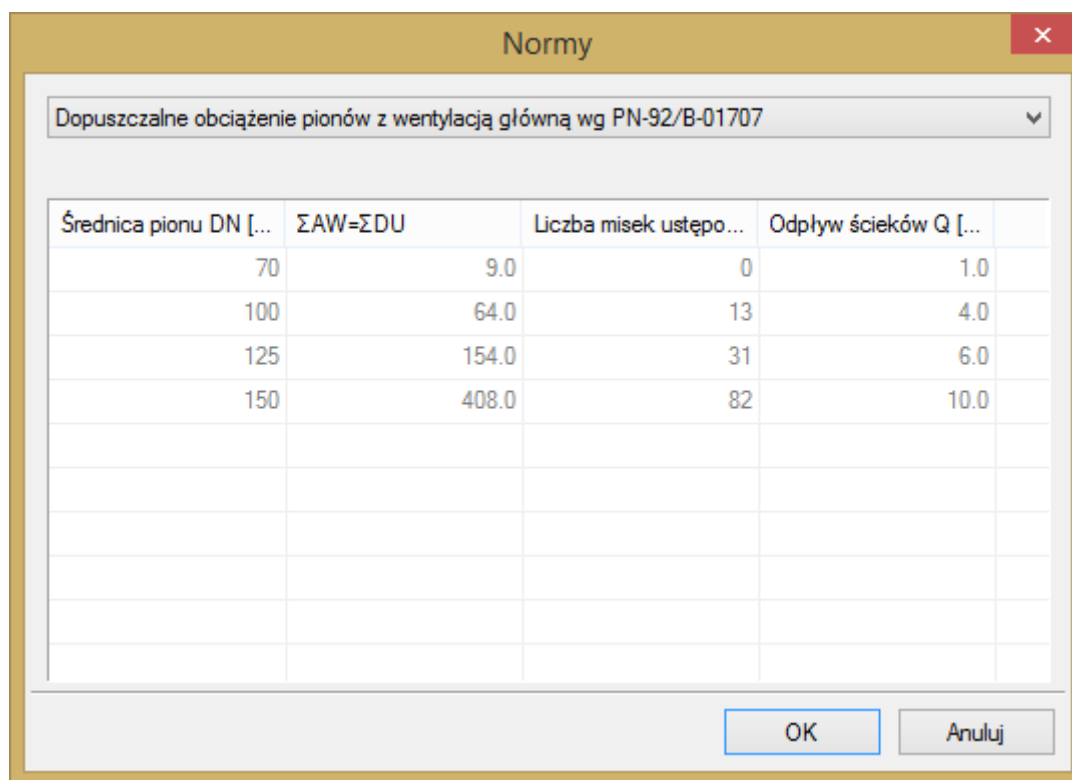 Normy
Dopuszczalne obciążenie pionów z wentylacją główną wg PN-92/B-01707
Średnica pionu DN [... ΣAW=ΣDU Liczba misek ustępo... Odpływ ścieków Q [...
70 9.0 0 1.0
100 64.0 13 4.0
125 154.0 31 6.0
150 408.0 82 10.0
OK Anuluj